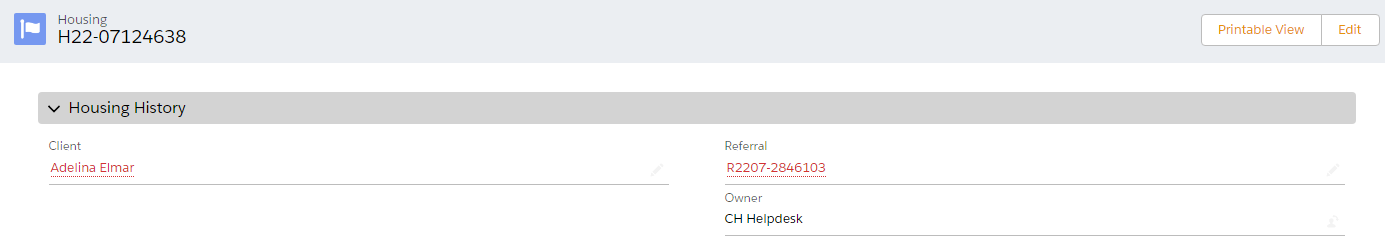 Housing
H22-07124638
Printable View
Edit
Housing History
Client
Adelina Elmar
Referral
R2207-2846103
Owner
CH Helpdesk